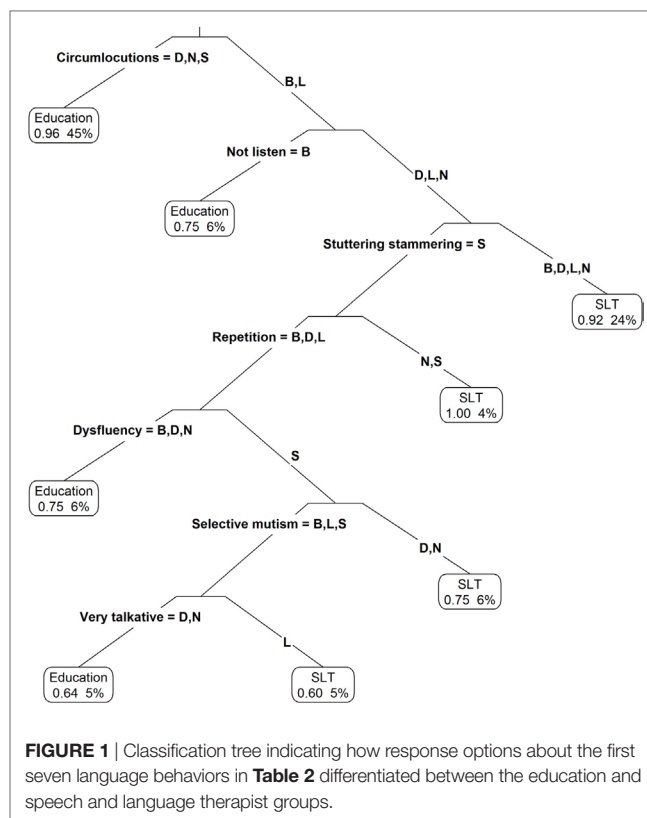 Circumlocutions = D,N,S
B,L
Education
0.96 45%
Not listen = B
D,L,N
Education
0.75 6%
Stuttering stammering = S
B,D,L,N
SLT
0.92 24%
Repetition = B,D,L
N,S
SLT
1.00 4%
Dysfluency = B,D,N
S
Education
0.75 6%
Selective mutism = B,L,S
D,N
SLT
0.75 6%
Very talkative = D,N
L
Education
0.64 5%
SLT
0.60 5%
FIGURE 1 | Classification tree indicating how response options about the first
seven language behaviors in Table 2 differentiated between the education and
speech and language therapist groups.